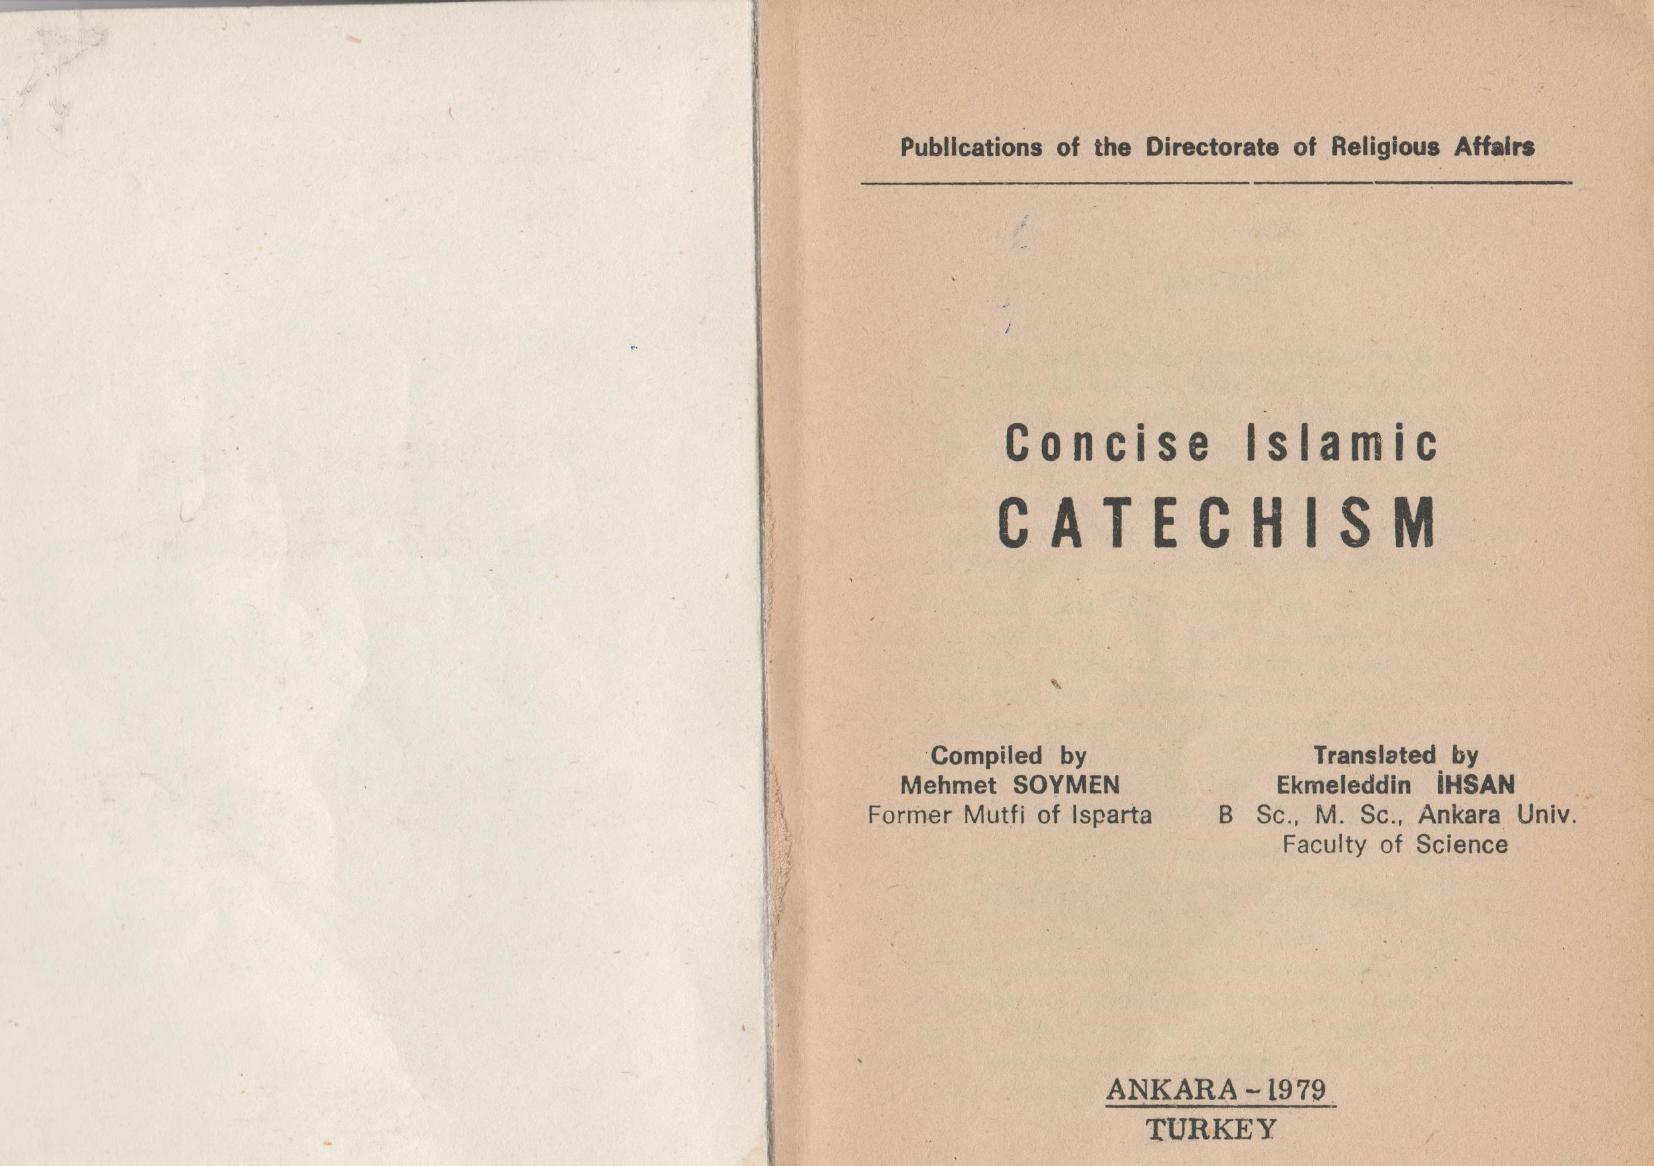 Publications of the Directorate of Religious Affairs
Concise Islamic
CATECHISM
Compiled by
Mehmet SOYMEN
Former Mutfi of Isparta
Translated by
Ekmeleddin İHSAN
B Sc., M. Sc., Ankara Univ.
Faculty of Science
ANKARA – 1979
TURKEY